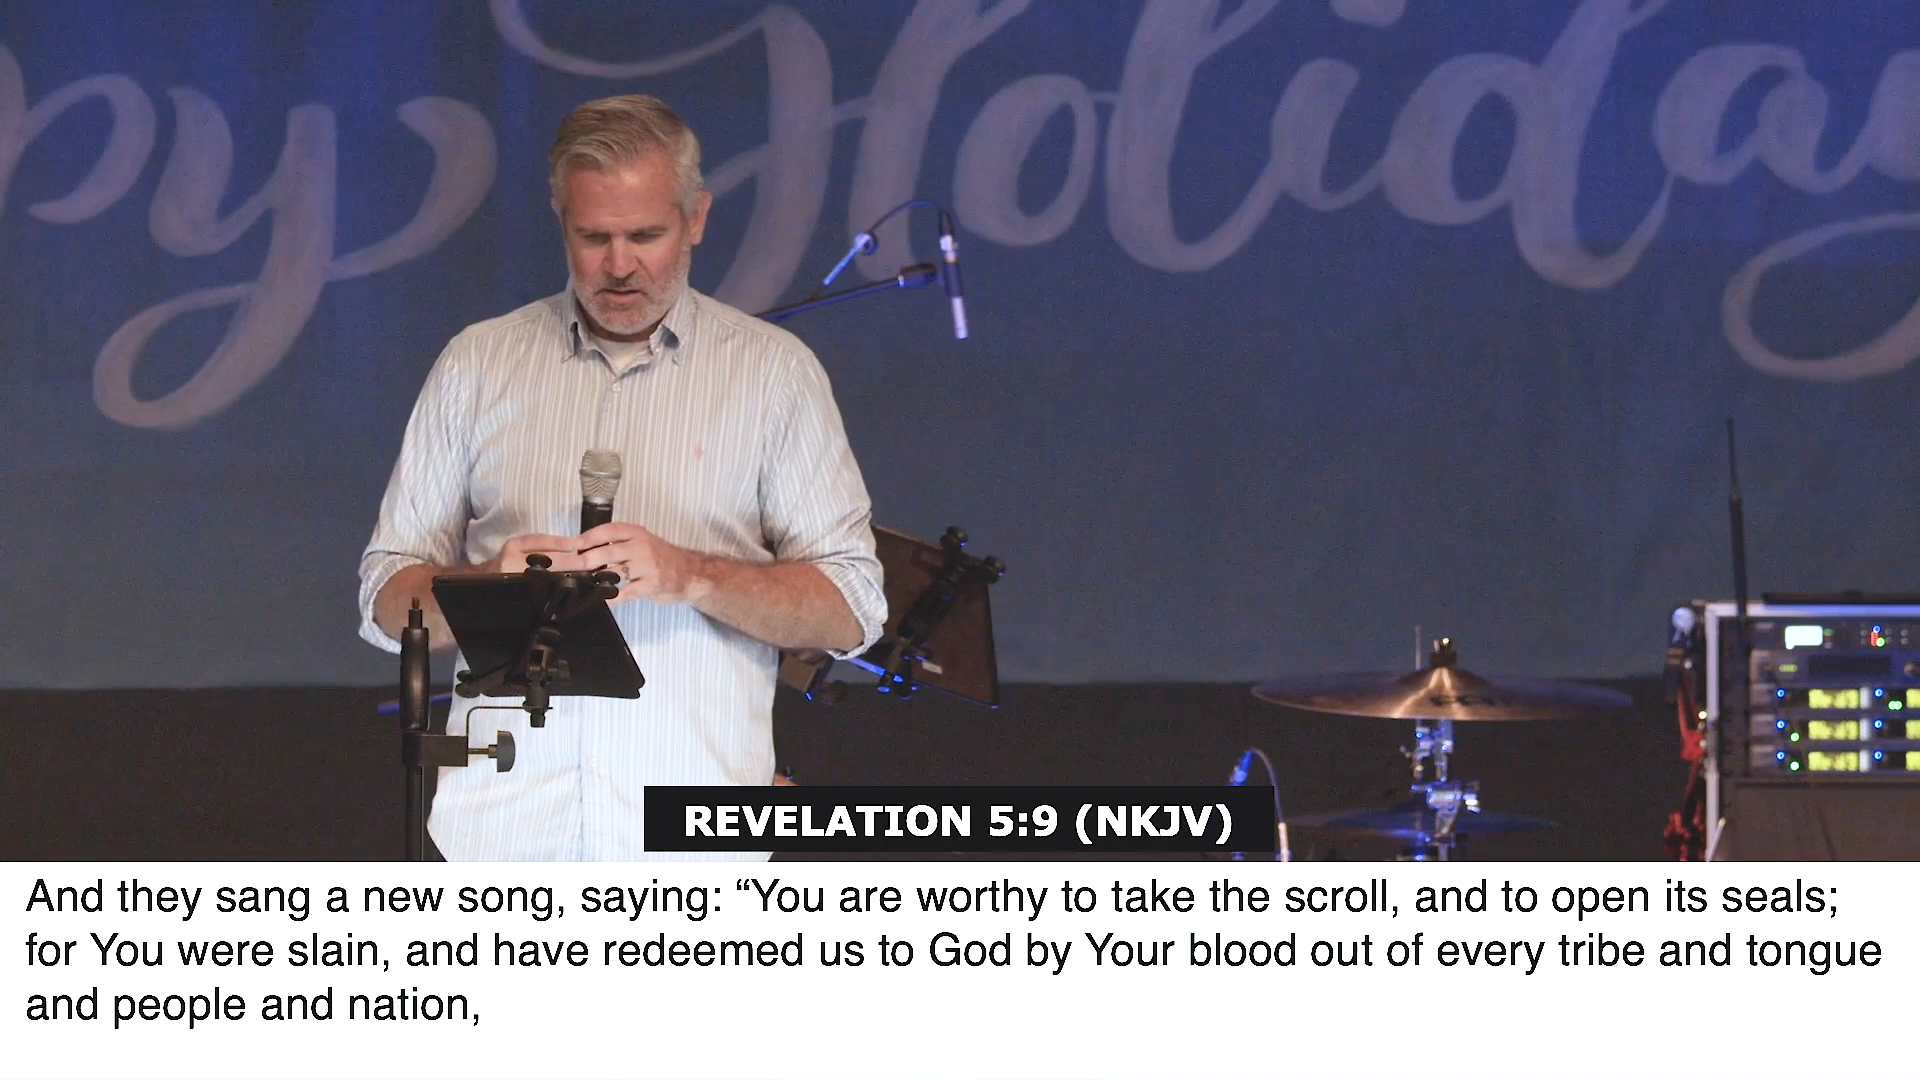 py Holiday
REVELATION 5:9 (NKJV)
And they sang a new song, saying: “You are worthy to take the scroll, and to open its seals;
for You were slain, and have redeemed us to God by Your blood out of every tribe and tongue
and people and nation,